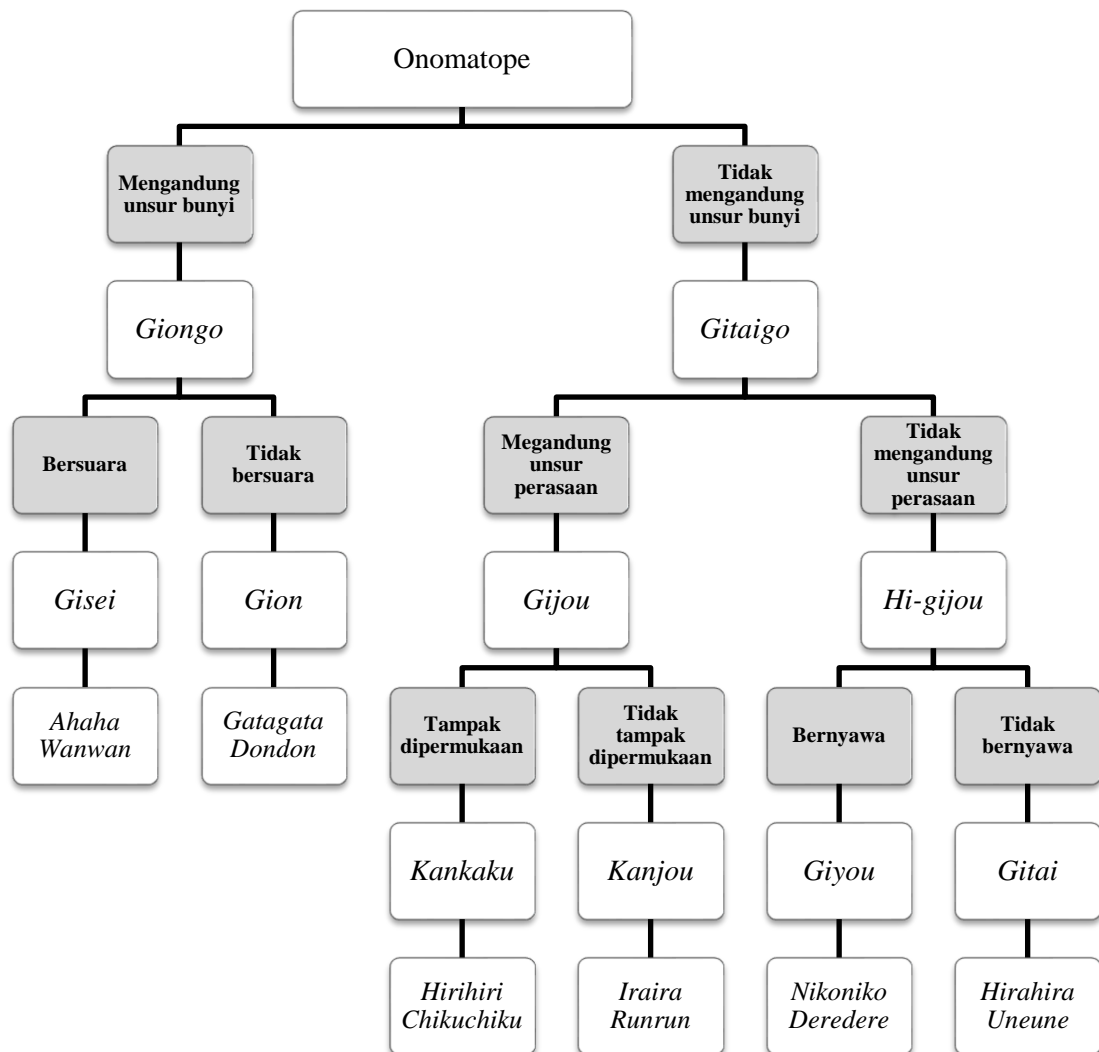 Onomatope
Mengandung
unsur bunyi
Tidak
mengandung
unsur bunyi
Giongo
Gitaigo
Bersuara
Tidak
bersuara
Megandung
unsur
perasaan
Tidak
mengandung
unsur
perasaan
Gisei
Gion
Gijou
Hi-gijou
Ahaha
Wanwan
Gatagata
Dondon
Tampak
dipermukaan
Tidak
tampak
dipermukaan
Bernyawa
Tidak
bernyawa
Kankaku
Kanjou
Giyou
Gitai
Hirihiri
Chikuchiku
Iraira
Runrun
Nikoniko
Deredere
Hirahira
Uneune